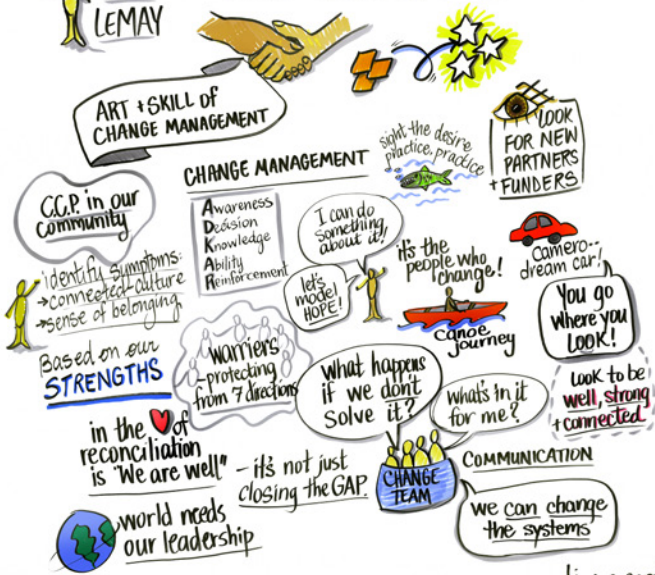 LEMAY
ART + SKILL of
CHANGE MANAGEMENT
CHANGE MANAGEMENT
Awareness
Decision
Knowledge
Ability
Reinforcement
sight the desire
practice, practice
LOOK
FOR NEW
PARTNERS
+ FUNDERS
C.C.P. in our
community
identify symptoms:
→ connected culture
→ sense of belonging
Based on our
STRENGTHS
I can do
something
about it!
let's
model
HOPE!
it's the
people who
change!
canoe
journey
Camero--
dream car!
You go
where you
LOOK!
Look to be
well, strong
+ connected
warriers
- protecting
from 7 directions
what happens
if we don't
solve it?
what's in it
for me?
in the of
reconciliation
is "We are well"
- it's not just
closing the GAP.
CHANGE
TEAM
COMMUNICATION
we can change
the systems
world needs
our leadership